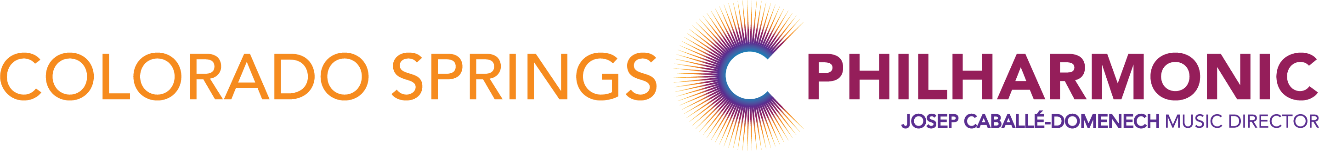 COLORADO SPRINGS C PHILHARMONIC
JOSEP CABALLÉ-DOMENECH MUSIC DIRECTOR